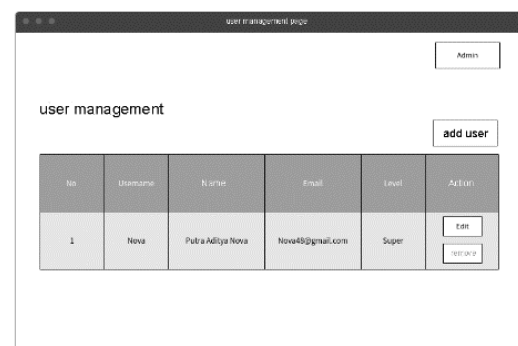 user management page
Admin
user management
add user
No Username Name Email Level Action
1 Nova Putra Aditya Nova Nova48@gmail.com Super Edit
remove